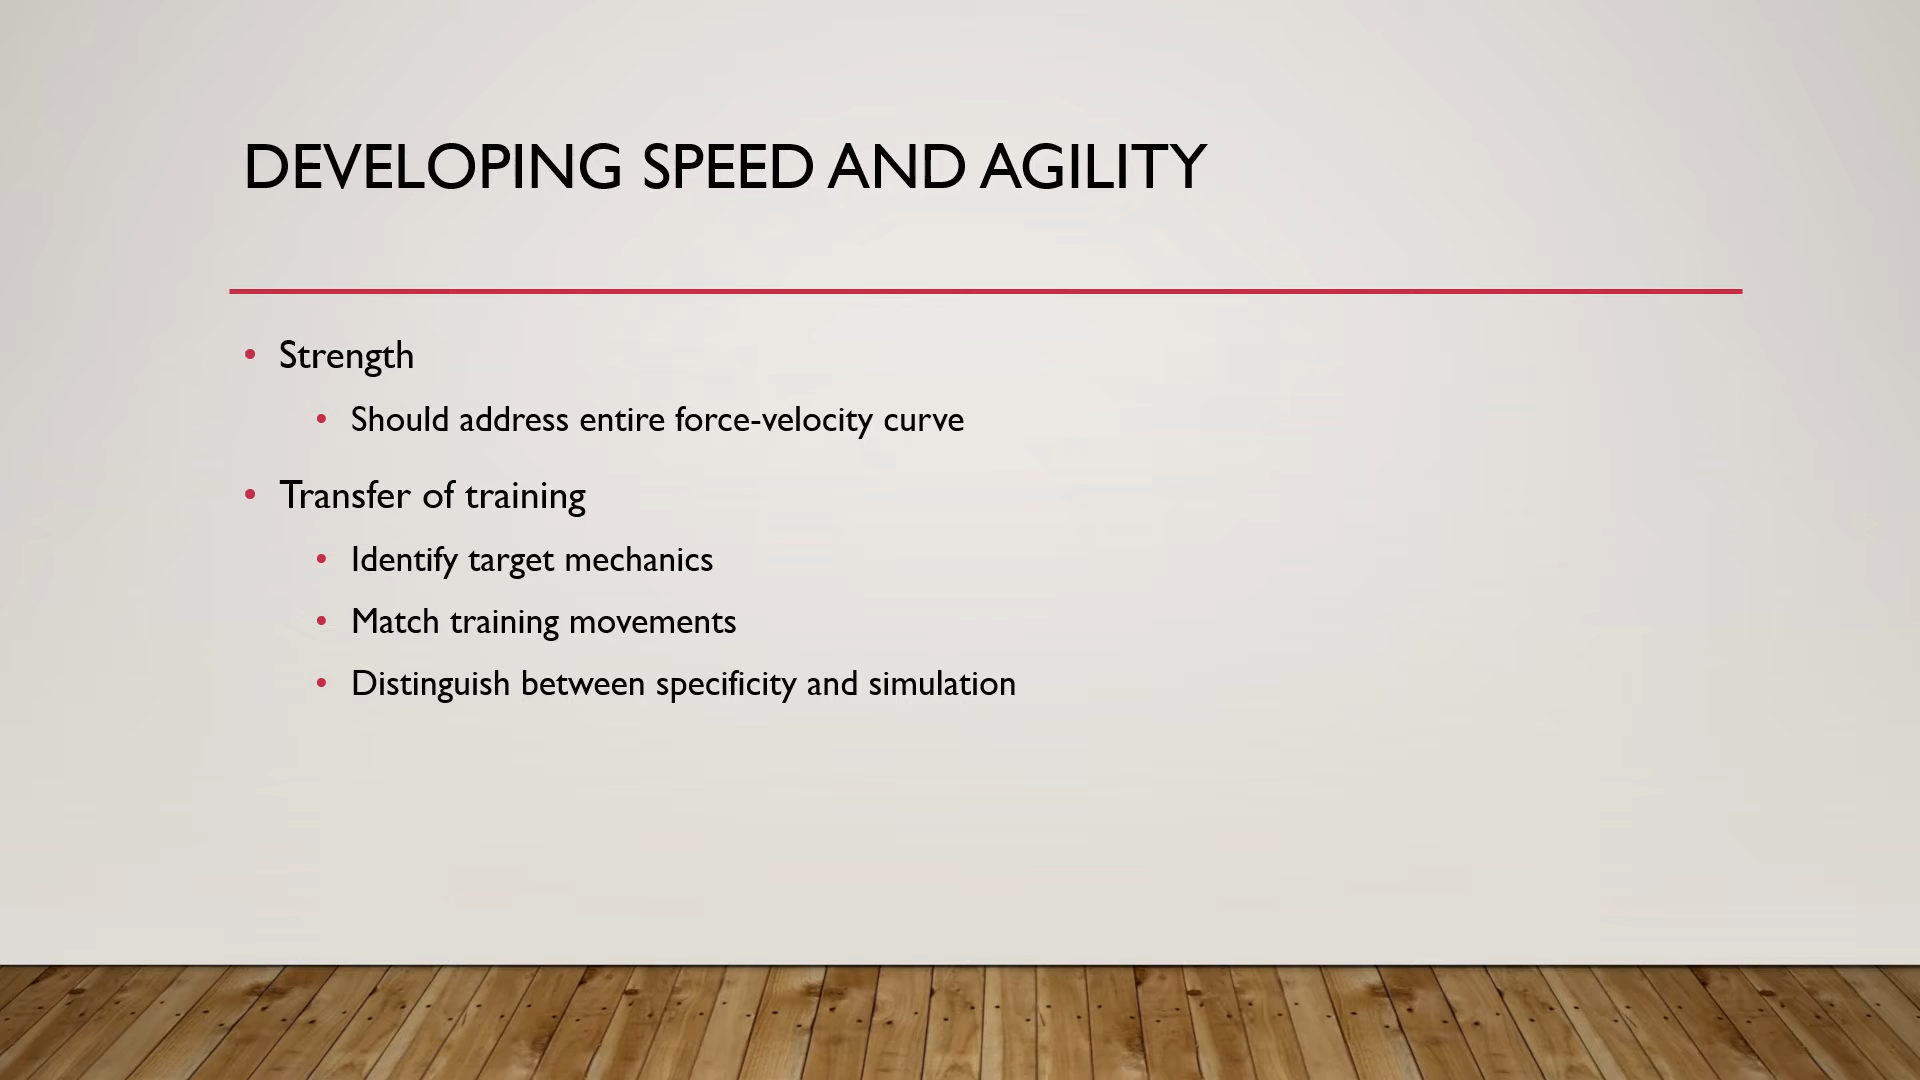 DEVELOPING SPEED AND AGILITY
• Strength
• Should address entire force-velocity curve
• Transfer of training
• Identify target mechanics
• Match training movements
• Distinguish between specificity and simulation